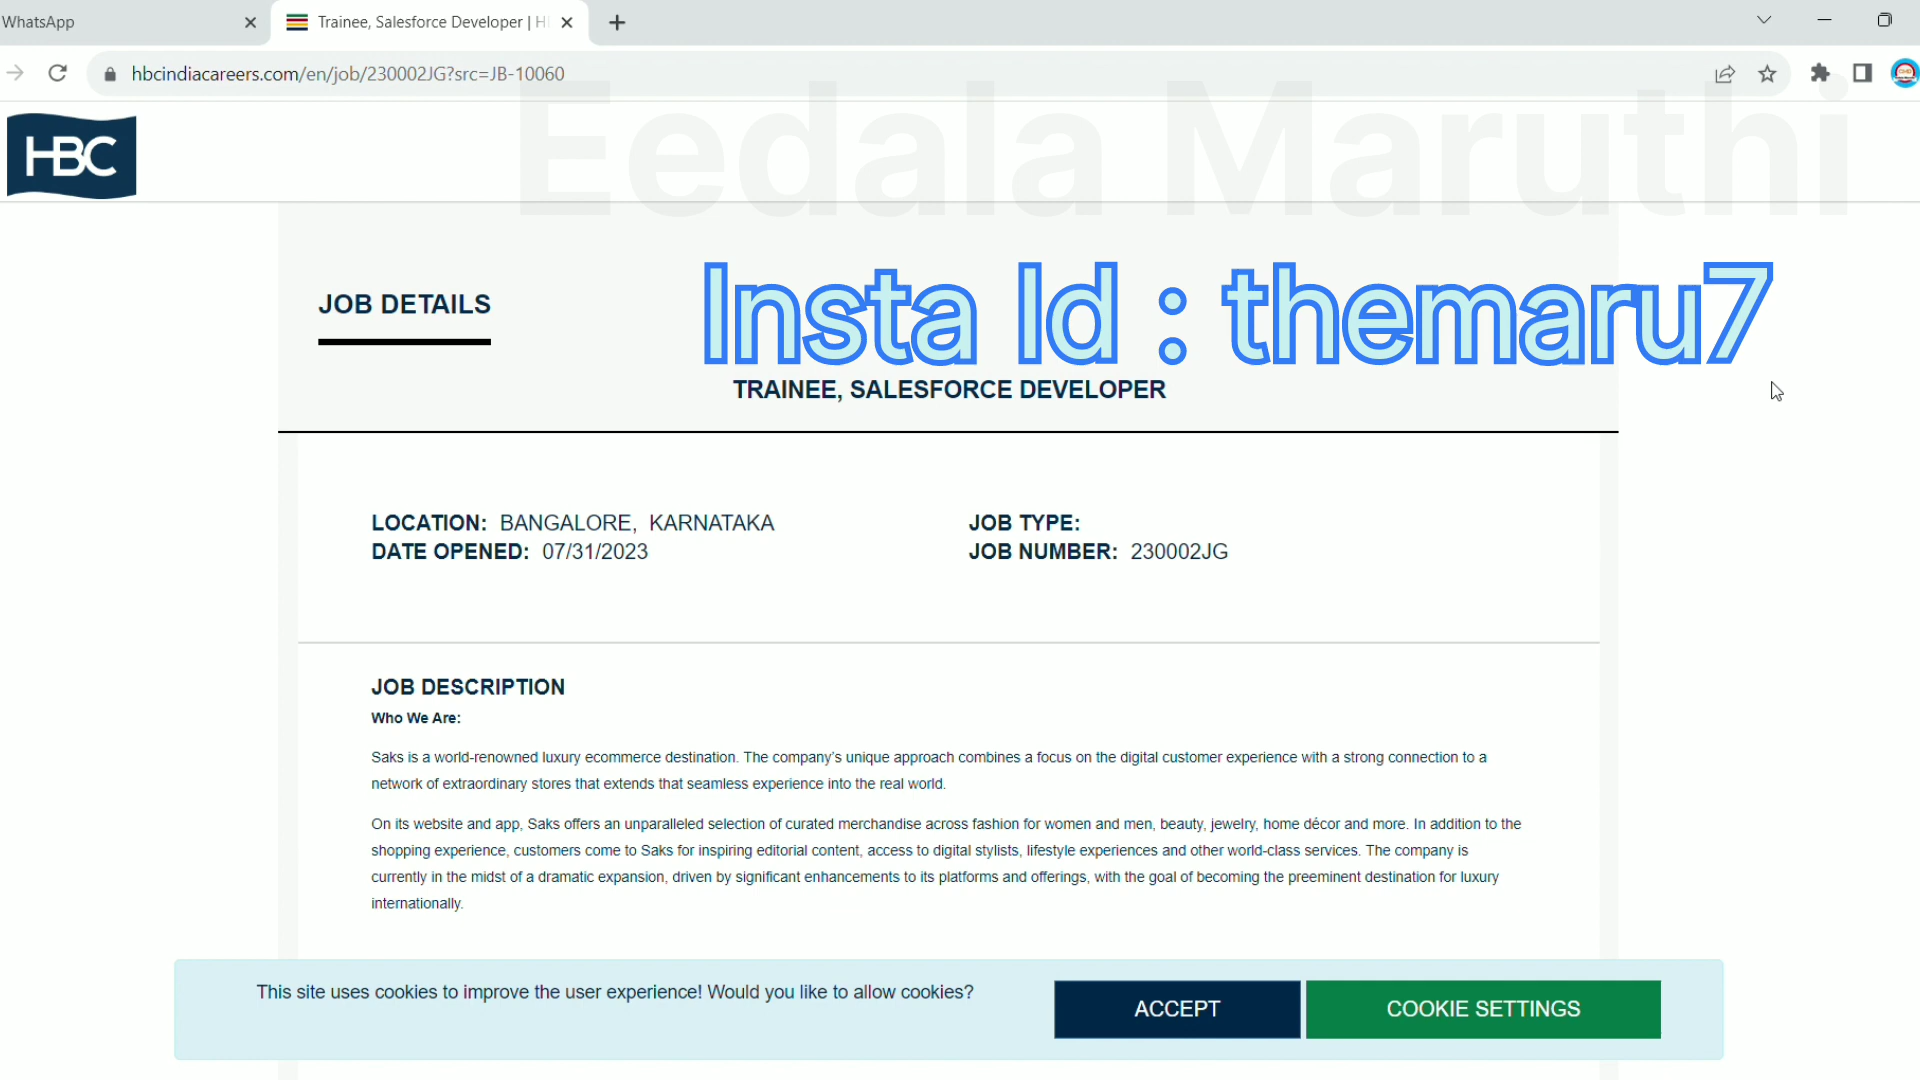 WhatsApp
Trainee, Salesforce Developer | H
hbcindiacareers.com/en/job/230002JG?src=JB-10060
Eedala Maruthi
HBC
Insta Id : themaru7
JOB DETAILS
TRAINEE, SALESFORCE DEVELOPER
LOCATION: BANGALORE, KARNATAKA
JOB TYPE:
DATE OPENED: 07/31/2023
JOB NUMBER: 230002JG
JOB DESCRIPTION
Who We Are:
Saks is a world-renowned luxury ecommerce destination. The company's unique approach combines a focus on the digital customer experience with a strong connection to a
network of extraordinary stores that extends that seamless experience into the real world.
On its website and app, Saks offers an unparalleled selection of curated merchandise across fashion for women and men, beauty, jewelry, home décor and more. In addition to the
shopping experience, customers come to Saks for inspiring editorial content, access to digital stylists, lifestyle experiences and other world-class services. The company is
currently in the midst of a dramatic expansion, driven by significant enhancements to its platforms and offerings, with the goal of becoming the preeminent destination for luxury
internationally.
This site uses cookies to improve the user experience! Would you like to allow cookies?
ACCEPT
COOKIE SETTINGS